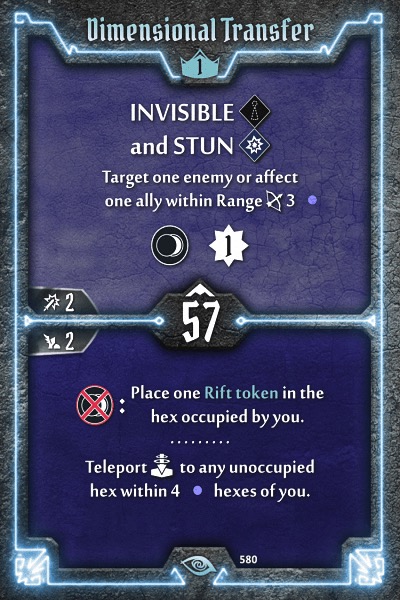 Dimensional Transfer
1
INVISIBLE
and STUN
Target one enemy or affect
one ally within Range 3
1
2
57
2
: Place one Rift token in the
hex occupied by you.
.........
Teleport to any unoccupied
hex within 4 hexes of you.
580